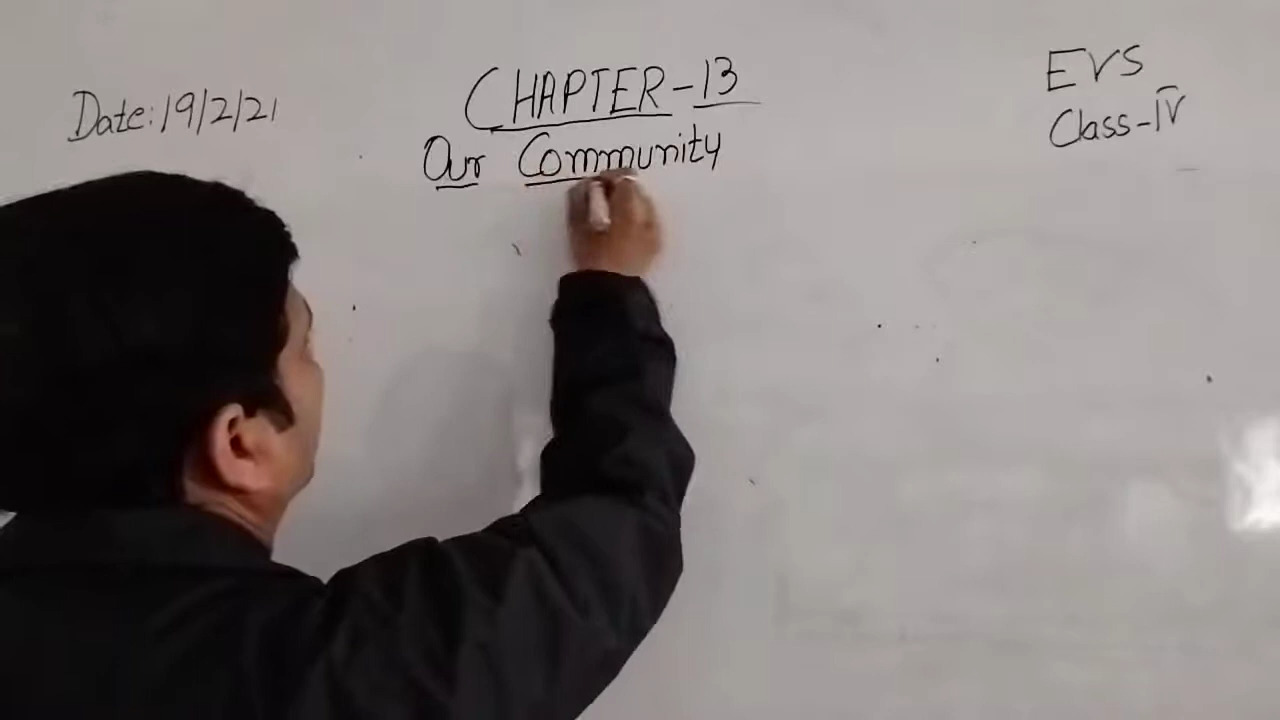 Date: 19/2/21
CHAPTER-13
Our Community
EVS
Class-IV